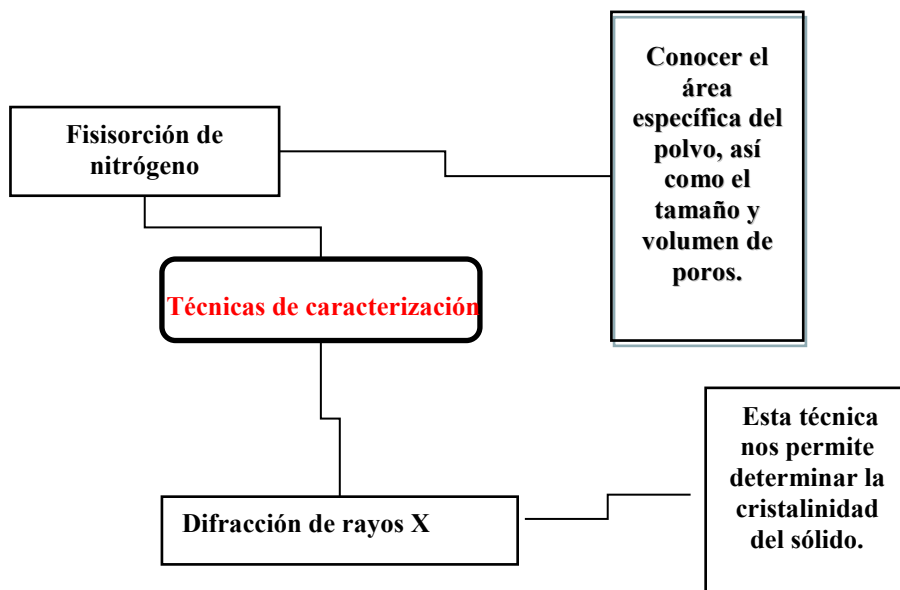 Conocer el
área
específica del
polvo, así
como el
tamaño y
volumen de
poros.
Fisisorción de
nitrógeno
Técnicas de caracterización
Esta técnica
nos permite
determinar la
cristalinidad
del sólido.
Difracción de rayos X